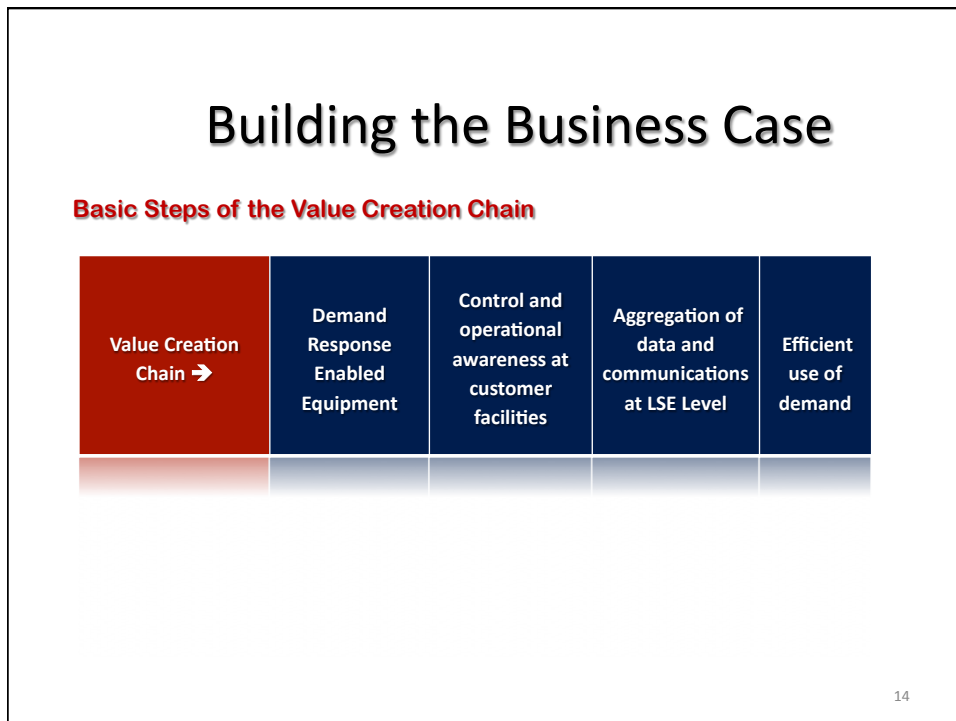 Building the Business Case
Basic Steps of the Value Creation Chain
Value Creation
Chain ➔
Demand
Response
Enabled
Equipment
Control and
operational
awareness at
customer
facilities
Aggregation of
data and
communications
at LSE Level
Efficient
use of
demand
14